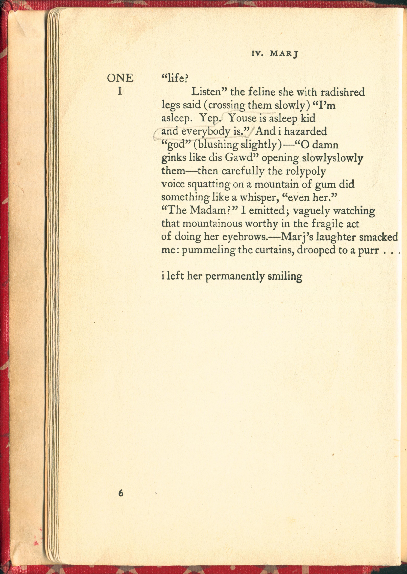 IV. MARJ
ONE "life?
I Listen" the feline she with radishred
legs said (crossing them slowly) "I'm
asleep. Yep. Youse is asleep kid
and everybody is." And i hazarded
"god" (blushing slightly)—"O damn
ginks like dis Gawd" opening slowlyslowly
them—then carefully the rolypoly
voice squatting on a mountain of gum did
something like a whisper, "even her."
"The Madam?" I emitted; vaguely watching
that mountainous worthy in the fragile act
of doing her eyebrows.—Marj's laughter smacked
me: pummeling the curtains, drooped to a purr . . .
i left her permanently smiling
6